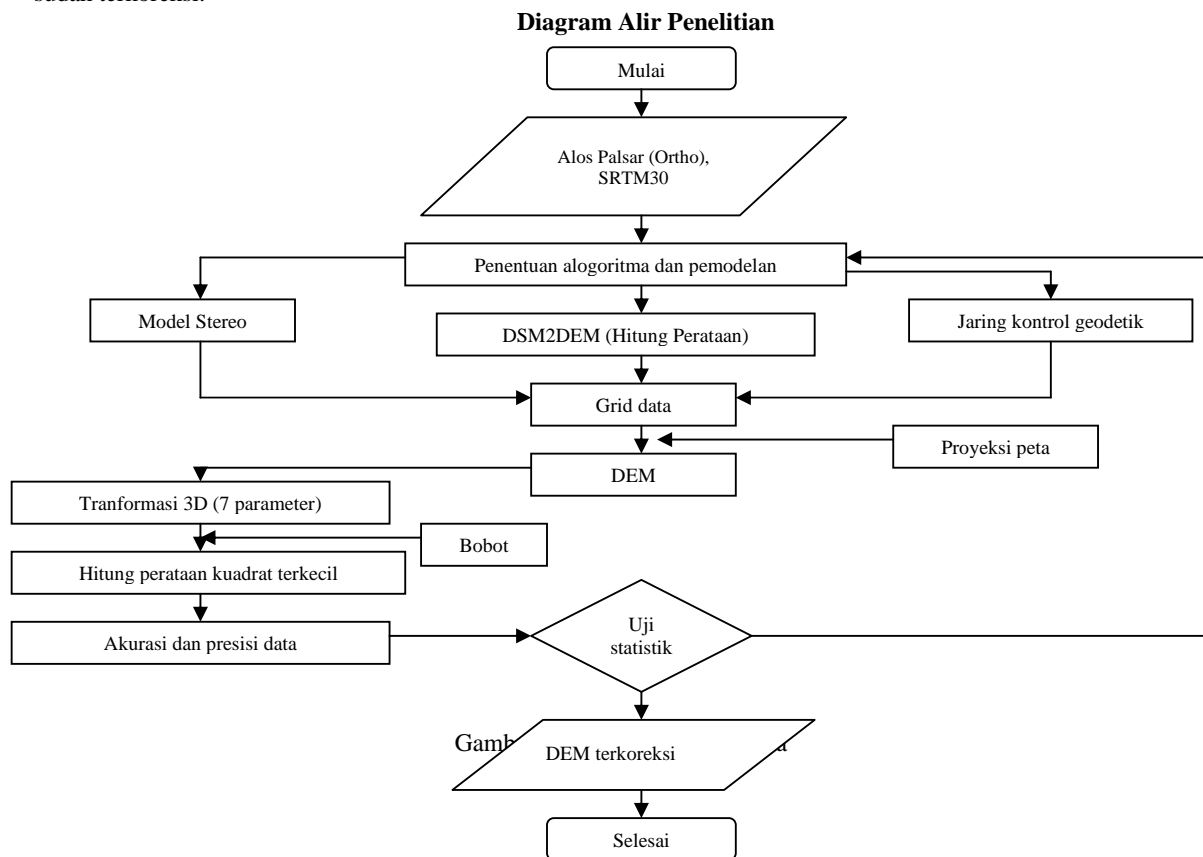 Diagram Alir Penelitian
Mulai
Alos Palsar (Ortho),
SRTM30
Penentuan alogoritma dan pemodelan
Model Stereo
DSM2DEM (Hitung Perataan)
Jaring kontrol geodetik
Grid data
Proyeksi peta
DEM
Tranformasi 3D (7 parameter)
Bobot
Hitung perataan kuadrat terkecil
Akurasi dan presisi data
Uji
statistik
DEM terkoreksi
Selesai